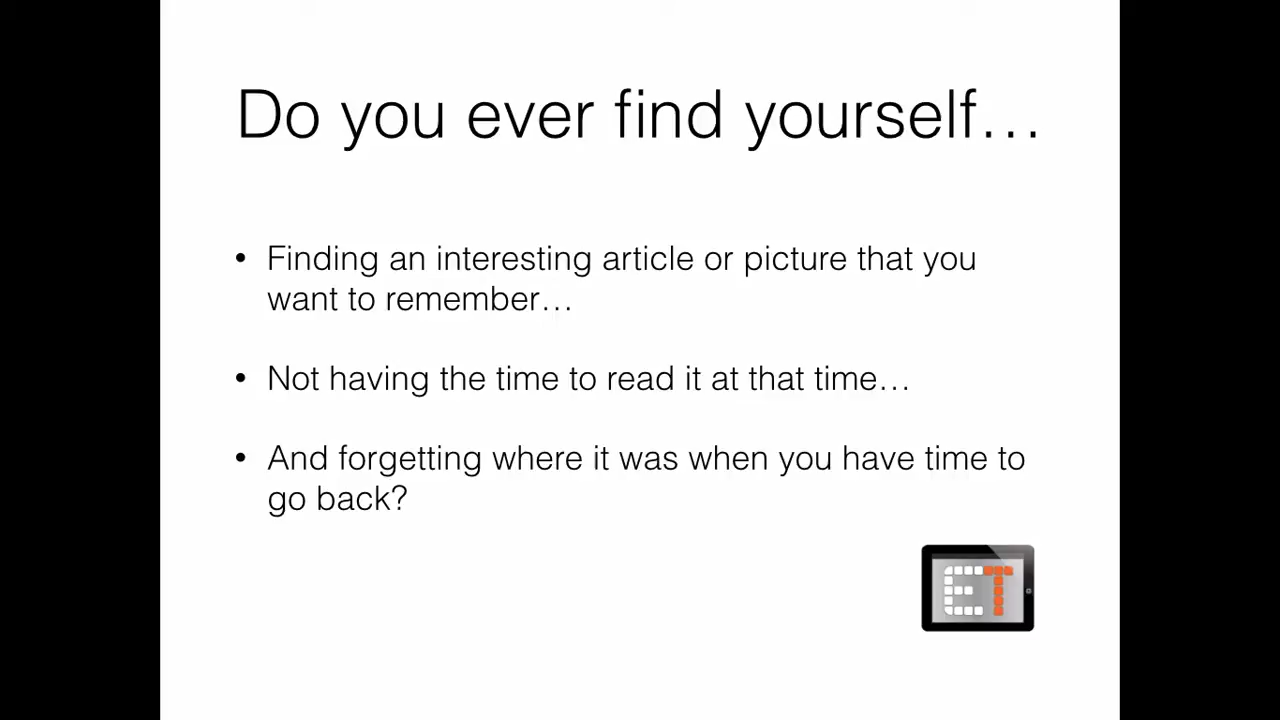 Do you ever find yourself…
• Finding an interesting article or picture that you
want to remember…
• Not having the time to read it at that time…
• And forgetting where it was when you have time to
go back?
ET